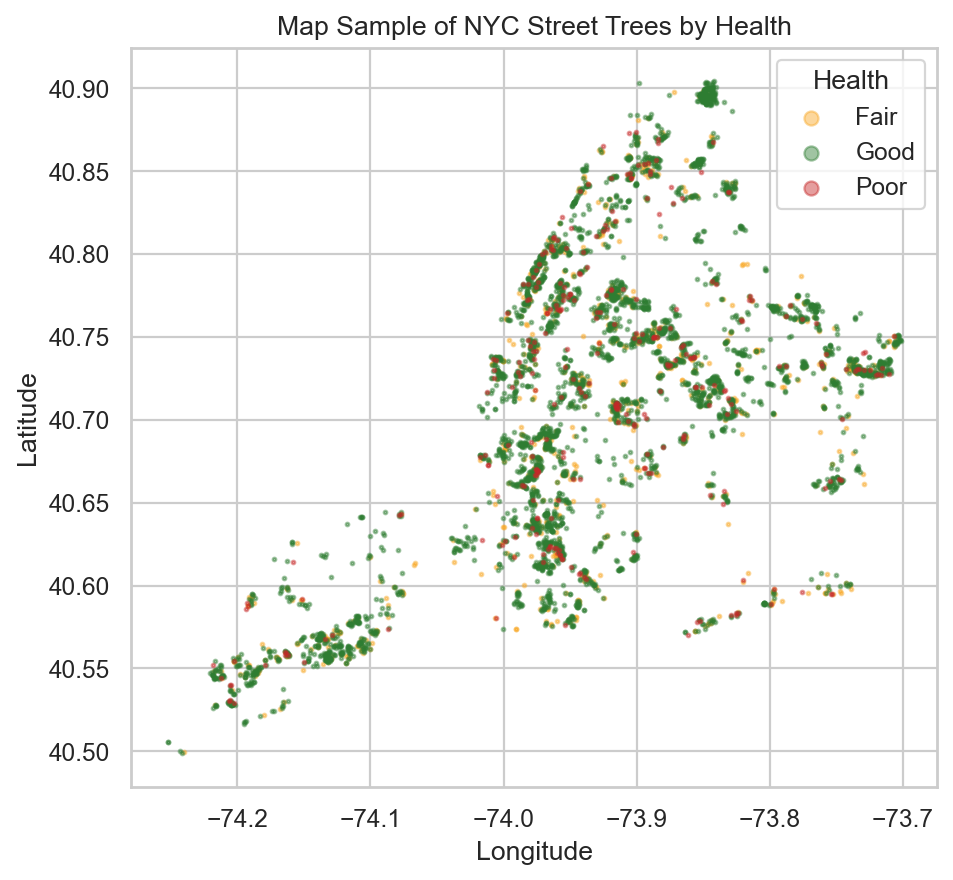 Map Sample of NYC Street Trees by Health
Health
Fair
Good
Poor
40.90
40.85
40.80
40.75
40.70
40.65
40.60
40.55
40.50
Latitude
−74.2 −74.1 −74.0 −73.9 −73.8 −73.7
Longitude